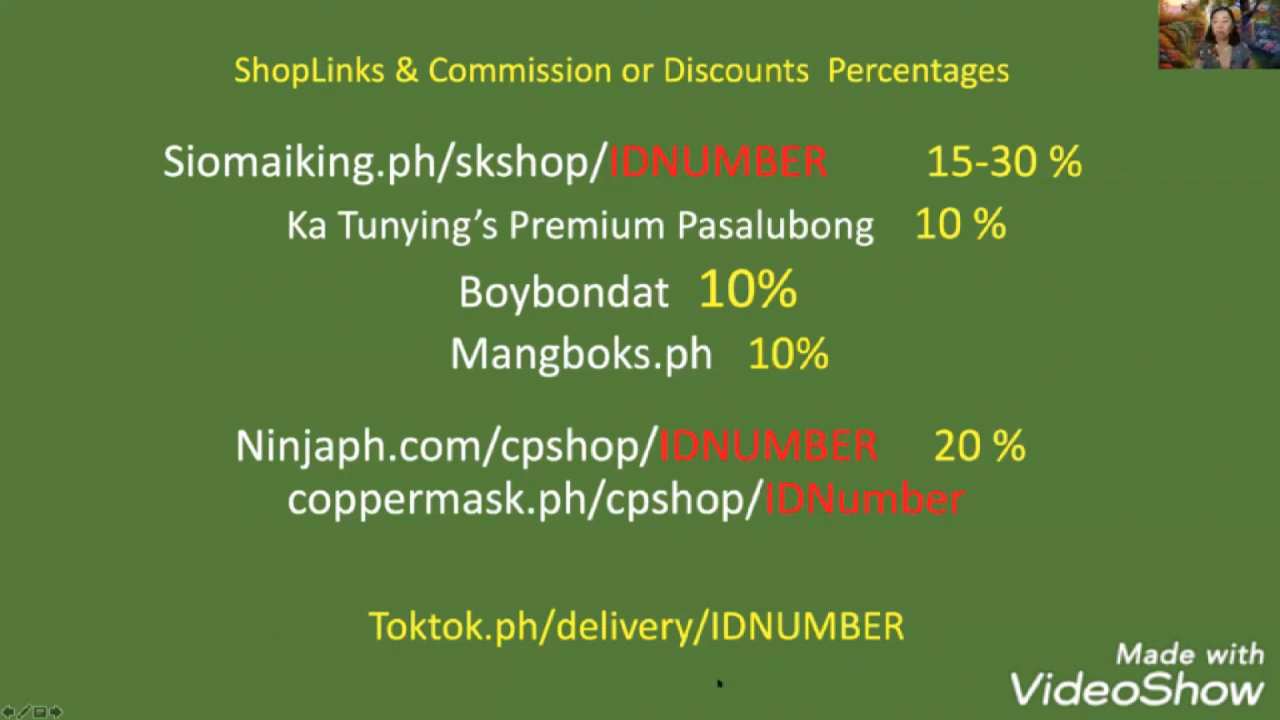 ShopLinks & Commission or Discounts Percentages
Siomaiking.ph/skshop/IDNUMBER 15-30 %
Ka Tunying's Premium Pasalubong 10 %
Boybondat 10%
Mangboks.ph 10%
Ninjaph.com/cpshop/IDNUMBER 20 %
coppermask.ph/cpshop/IDNumber
Toktok.ph/delivery/IDNUMBER
Made with
VideoShow